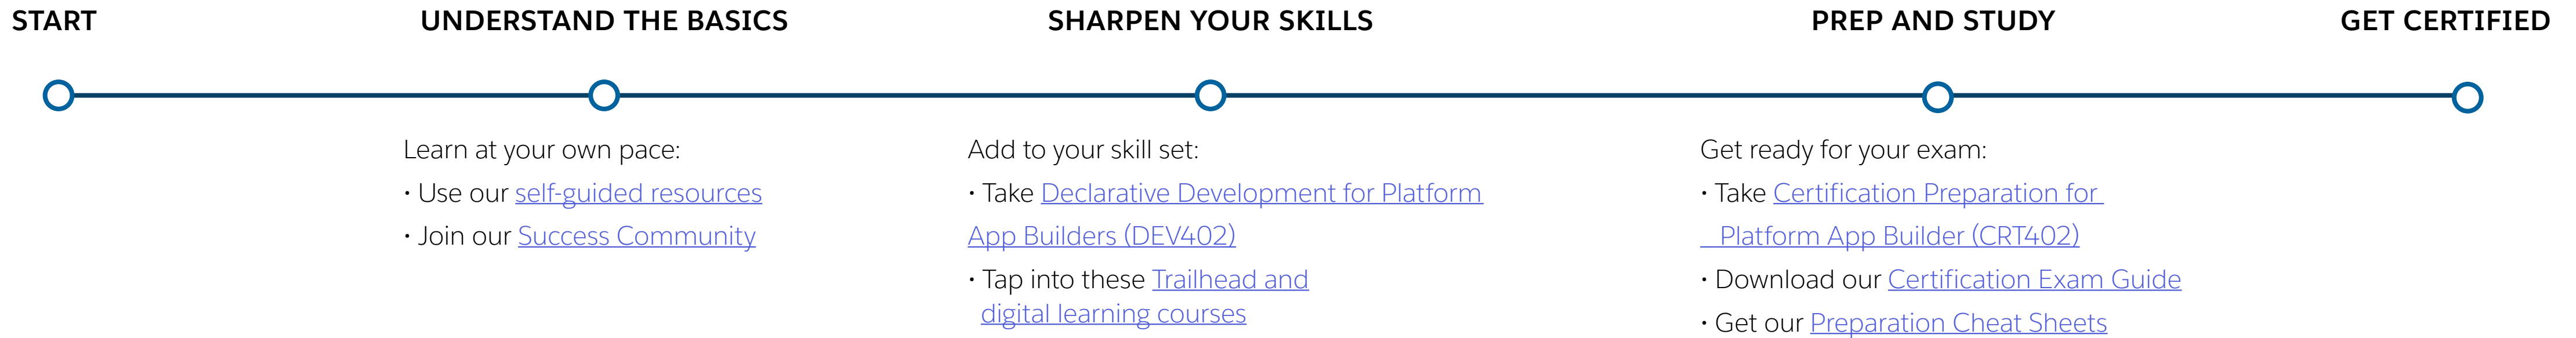 START
UNDERSTAND THE BASICS
SHARPEN YOUR SKILLS
PREP AND STUDY
GET CERTIFIED
Learn at your own pace:
· Use our self-guided resources
· Join our Success Community
Add to your skill set:
· Take Declarative Development for Platform
App Builders (DEV402)
· Tap into these Trailhead and
digital learning courses
Get ready for your exam:
· Take Certification Preparation for
Platform App Builder (CRT402)
· Download our Certification Exam Guide
· Get our Preparation Cheat Sheets